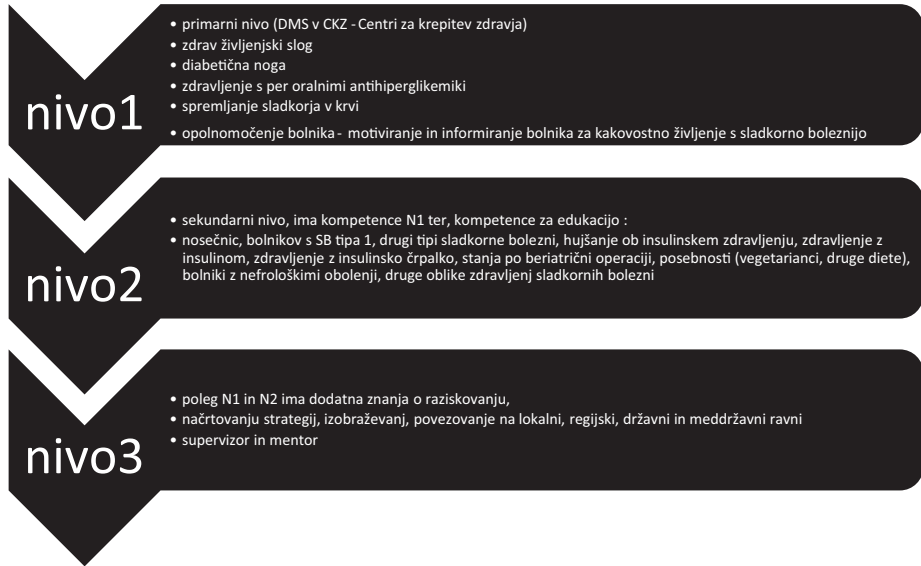 nivo1
• primarni nivo (DMS v CKZ - Centri za krepitev zdravja)
• zdrav življenjski slog
• diabetična noga
• zdravljenje s per oralnimi antihiperglikemiki
• spremljanje sladkorja v krvi
• opolnomočenje bolnika - motiviranje in informiranje bolnika za kakovostno življenje s sladkorno boleznijo
nivo2
• sekundarni nivo, ima kompetence N1 ter, kompetence za edukacijo :
• nosečnic, bolnikov s SB tipa 1, drugi tipi sladkorne bolezni, hujšanje ob insulinskem zdravljenju, zdravljenje z
insulinom, zdravljenje z insulinsko črpalko, stanja po beriatrični operaciji, posebnosti (vegetarianci, druge diete),
bolniki z nefrološkimi obolenji, druge oblike zdravljenj sladkornih bolezni
nivo3
• poleg N1 in N2 ima dodatna znanja o raziskovanju,
• načrtovanju strategij, izobraževanj, povezovanje na lokalni, regijski, državni in meddržavni ravni
• supervizor in mentor